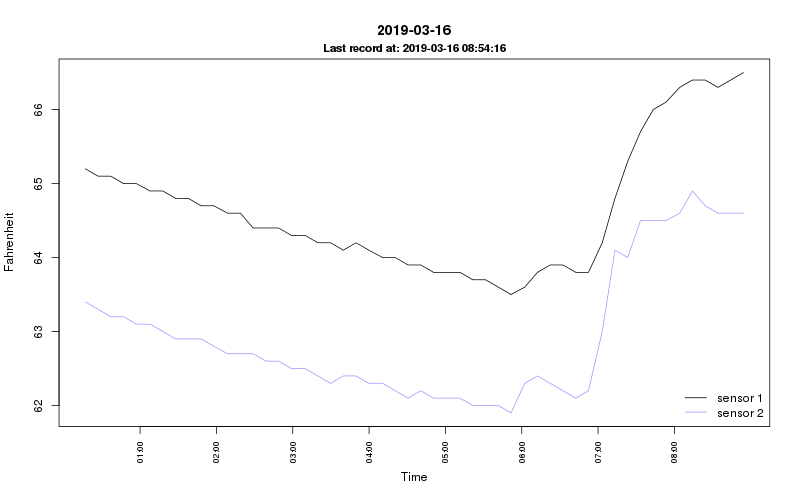 2019-03-16
Last record at: 2019-03-16 08:54:16
Fahrenheit
66
65
64
63
62
sensor 1
sensor 2
01:00 02:00 03:00 04:00 05:00 06:00 07:00 08:00
Time